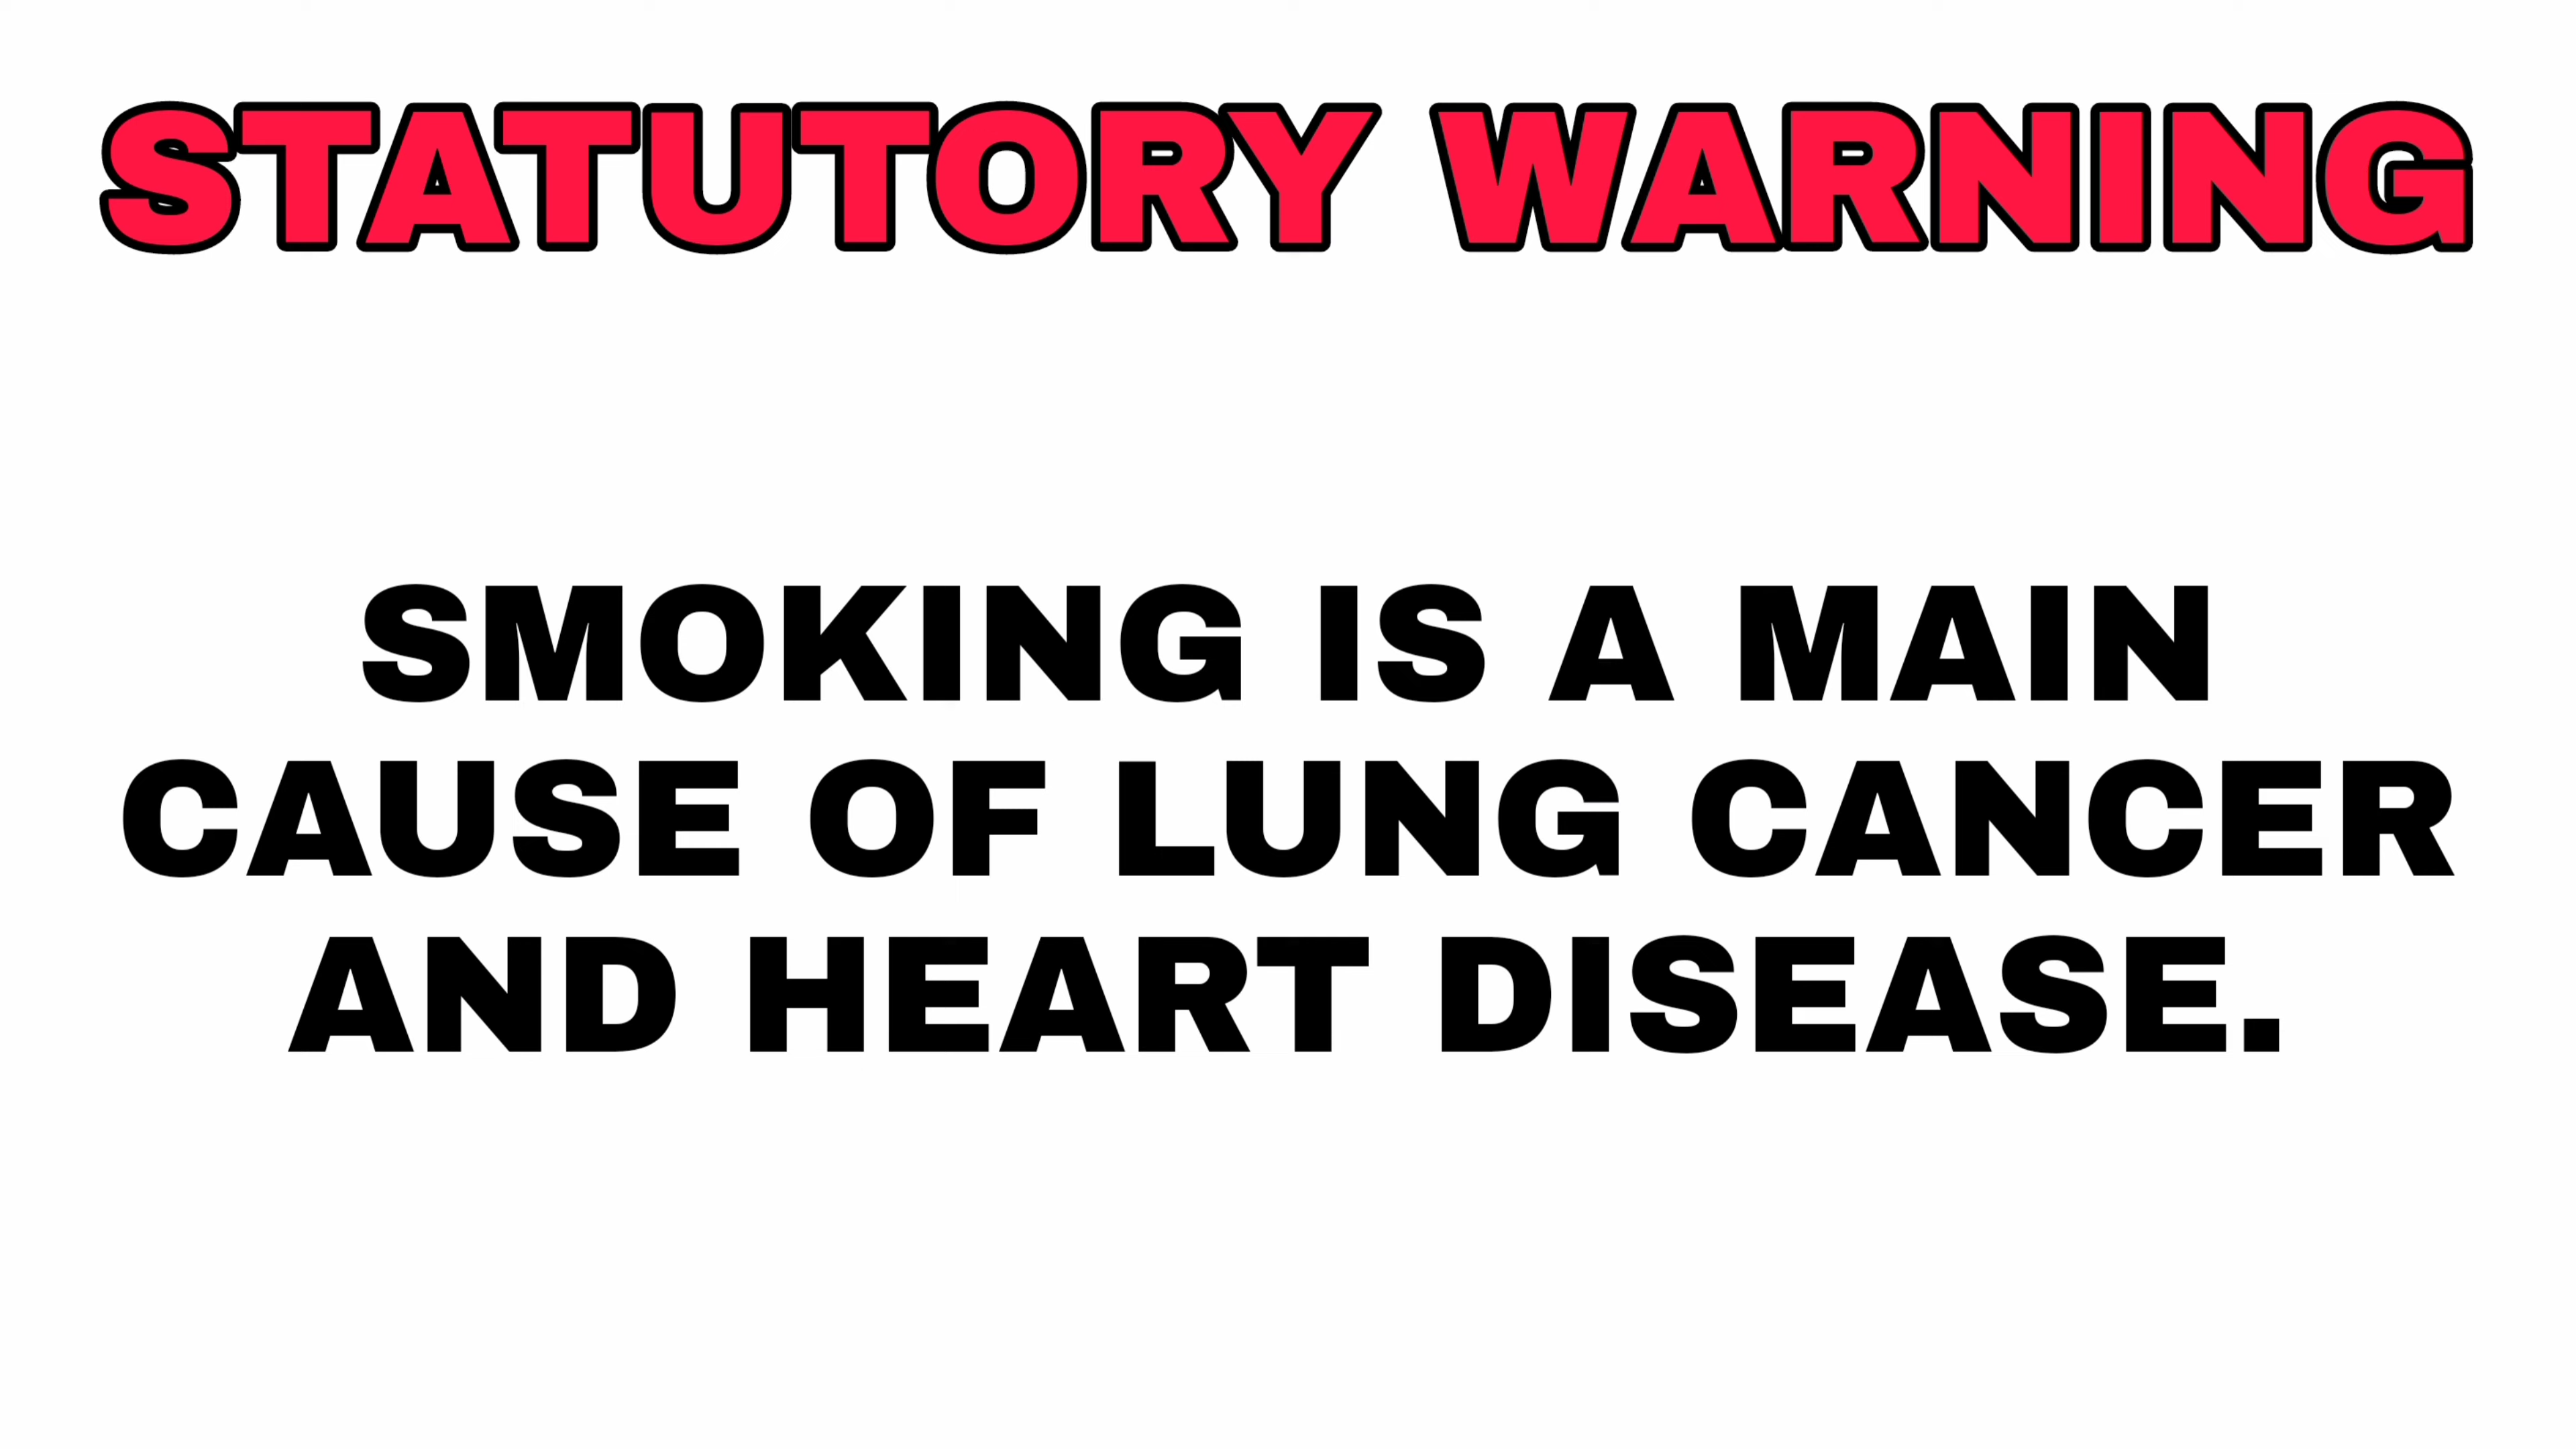 STATUTORY WARNING
SMOKING IS A MAIN
CAUSE OF LUNG CANCER
AND HEART DISEASE.